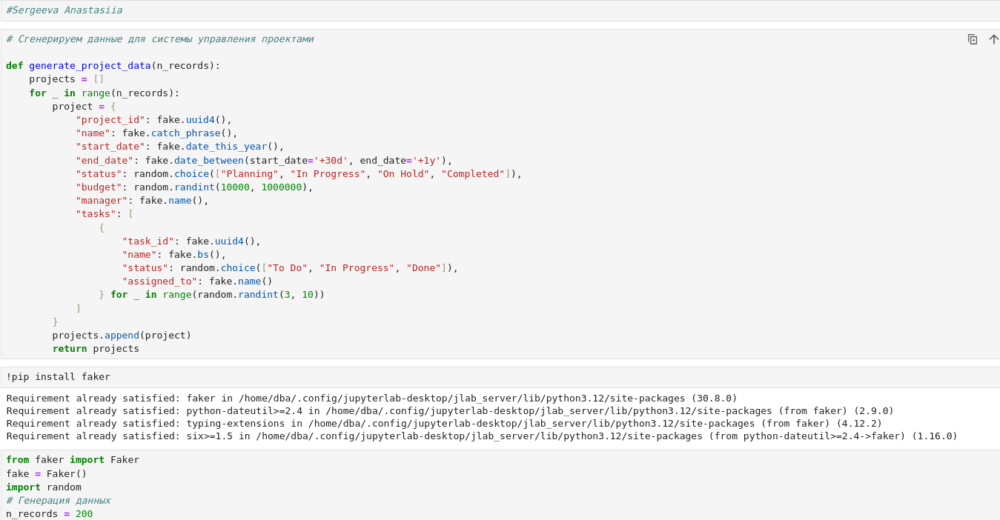 #Sergeeva Anastasiia
# Сгенерируем данные для системы управления проектами
def generate_project_data(n_records):
    projects = []
    for _ in range(n_records):
        project = {
            "project_id": fake.uuid4(),
            "name": fake.catch_phrase(),
            "start_date": fake.date_this_year(),
            "end_date": fake.date_between(start_date='+30d', end_date='+1y'),
            "status": random.choice(["Planning", "In Progress", "On Hold", "Completed"]),
            "budget": random.randint(10000, 1000000),
            "manager": fake.name(),
            "tasks": [
                {
                    "task_id": fake.uuid4(),
                    "name": fake.bs(),
                    "status": random.choice(["To Do", "In Progress", "Done"]),
                    "assigned_to": fake.name()
                } for _ in range(random.randint(3, 10))
            ]
        }
        projects.append(project)
        return projects
!pip install faker
Requirement already satisfied: faker in /home/dba/.config/jupyterlab-desktop/jlab_server/lib/python3.12/site-packages (30.8.0)
Requirement already satisfied: python-dateutil>=2.4 in /home/dba/.config/jupyterlab-desktop/jlab_server/lib/python3.12/site-packages (from faker) (2.9.0)
Requirement already satisfied: typing-extensions in /home/dba/.config/jupyterlab-desktop/jlab_server/lib/python3.12/site-packages (from faker) (4.12.2)
Requirement already satisfied: six>=1.5 in /home/dba/.config/jupyterlab-desktop/jlab_server/lib/python3.12/site-packages (from python-dateutil>=2.4->faker) (1.16.0)
from faker import Faker
fake = Faker()
import random
# Генерация данных
n_records = 200